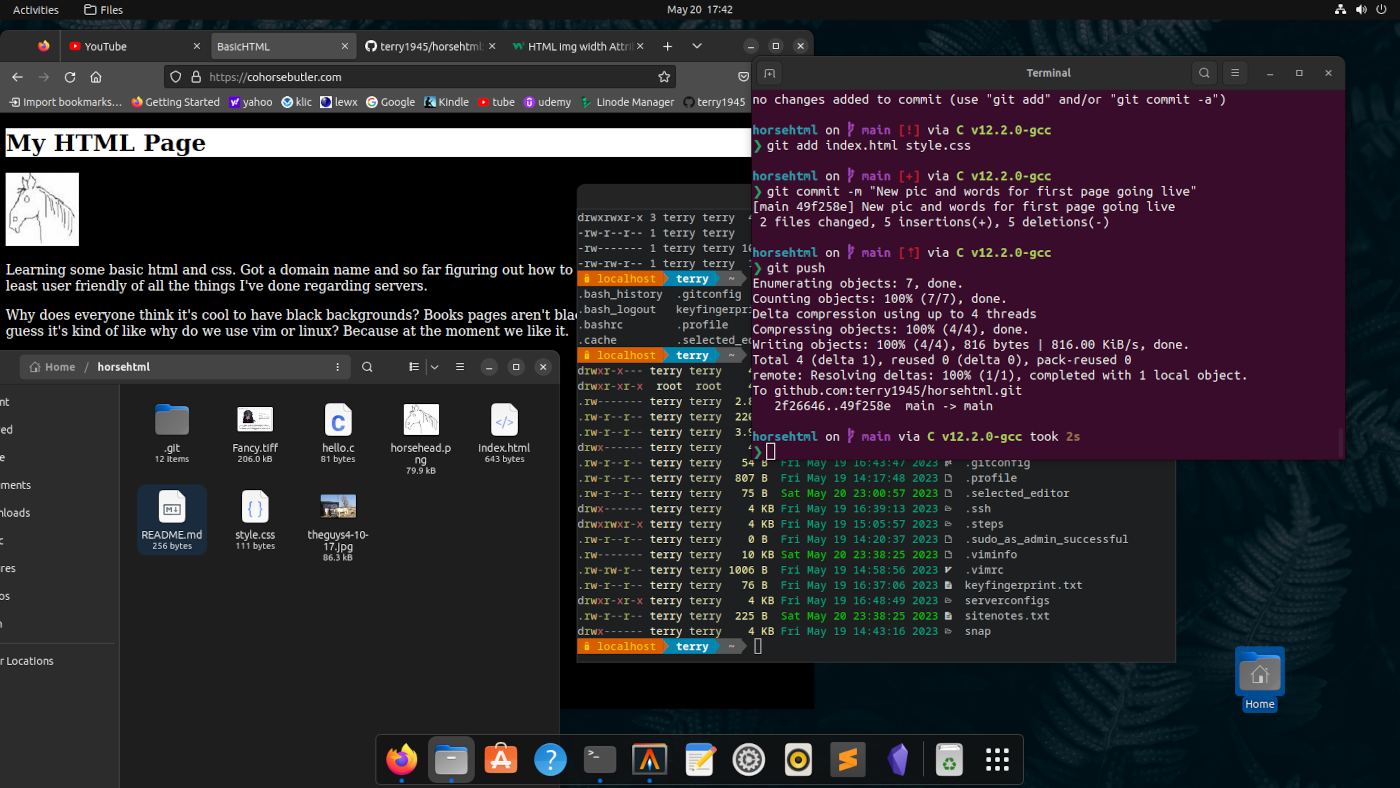 Activities
Files
May 20 17:42
YouTube
BasicHTML
terry1945/horsehtml:
HTML img width Attri
https://cohorsebutler.com
Import bookmarks…
Getting Started
yahoo
klic
lewx
Google
Kindle
tube
udemy
Linode Manager
terry1945
My HTML Page
Learning some basic html and css. Got a domain name and so far figuring out how to
least user friendly of all the things I've done regarding servers.
Why does everyone think it's cool to have black backgrounds? Books pages aren't blac
guess it's kind of like why do we use vim or linux? Because at the moment we like it.
Home / horsehtml
ments
nloads
res
os
r Locations
.git
12 items
Fancy.tiff
206.0 kB
hello.c
81 bytes
horsehead.p
ng
79.9 kB
index.html
643 bytes
README.md
256 bytes
style.css
111 bytes
theguys4-10-
17.jpg
86.3 kB
Terminal
no changes added to commit (use "git add" and/or "git commit -a")
horsehtml on main [!] via C v12.2.0-gcc
❯ git add index.html style.css
horsehtml on main [+] via C v12.2.0-gcc
❯ git commit -m "New pic and words for first page going live"
[main 49f258e] New pic and words for first page going live
2 files changed, 5 insertions(+), 5 deletions(-)
horsehtml on main [⇡] via C v12.2.0-gcc
❯ git push
Enumerating objects: 7, done.
Counting objects: 100% (7/7), done.
Delta compression using up to 4 threads
Compressing objects: 100% (4/4), done.
Writing objects: 100% (4/4), 816 bytes | 816.00 KiB/s, done.
Total 4 (delta 1), reused 0 (delta 0), pack-reused 0
remote: Resolving deltas: 100% (1/1), completed with 1 local object.
To github.com:terry1945/horsehtml.git
2f26646..49f258e main -> main
horsehtml on main via C v12.2.0-gcc took 2s
❯
drwxrwxr-x 3 terry terry 4
-rw-r--r-- 1 terry terry
-rw------- 1 terry terry 10
-rw-rw-r-- 1 terry terry 1
localhost terry ~
.bash_history .gitconfig
.bash_logout keyfingerpri
.bashrc .profile
.cache .selected_ed
localhost terry ~
drwxr-x--- terry terry 4
drwxr-xr-x root root 4
.rw------- terry terry 2.8
.rw-r--r-- terry terry 220
.rw-r--r-- terry terry 3.9
drwx------ terry terry 4
.rw-r--r-- terry terry 54 B Fri May 19 16:43:47 2023 .gitconfig
.rw-r--r-- terry terry 807 B Fri May 19 14:17:48 2023 .profile
.rw-r--r-- terry terry 75 B Sat May 20 23:00:57 2023 .selected_editor
drwx------ terry terry 4 KB Fri May 19 16:39:13 2023 .ssh
drwxrwxr-x terry terry 4 KB Fri May 19 15:05:57 2023 .steps
.rw-r--r-- terry terry 0 B Fri May 19 14:20:37 2023 .sudo_as_admin_successful
.rw------- terry terry 10 KB Sat May 20 23:38:25 2023 .viminfo
.rw-rw-r-- terry terry 1006 B Fri May 19 14:58:56 2023 .vimrc
.rw-r--r-- terry terry 76 B Fri May 19 16:37:06 2023 keyfingerprint.txt
drwxr-xr-x terry terry 4 KB Fri May 19 16:48:49 2023 serverconfigs
.rw-r--r-- terry terry 225 B Sat May 20 23:38:25 2023 sitenotes.txt
drwx------ terry terry 4 KB Fri May 19 14:43:16 2023 snap
localhost terry ~
Home